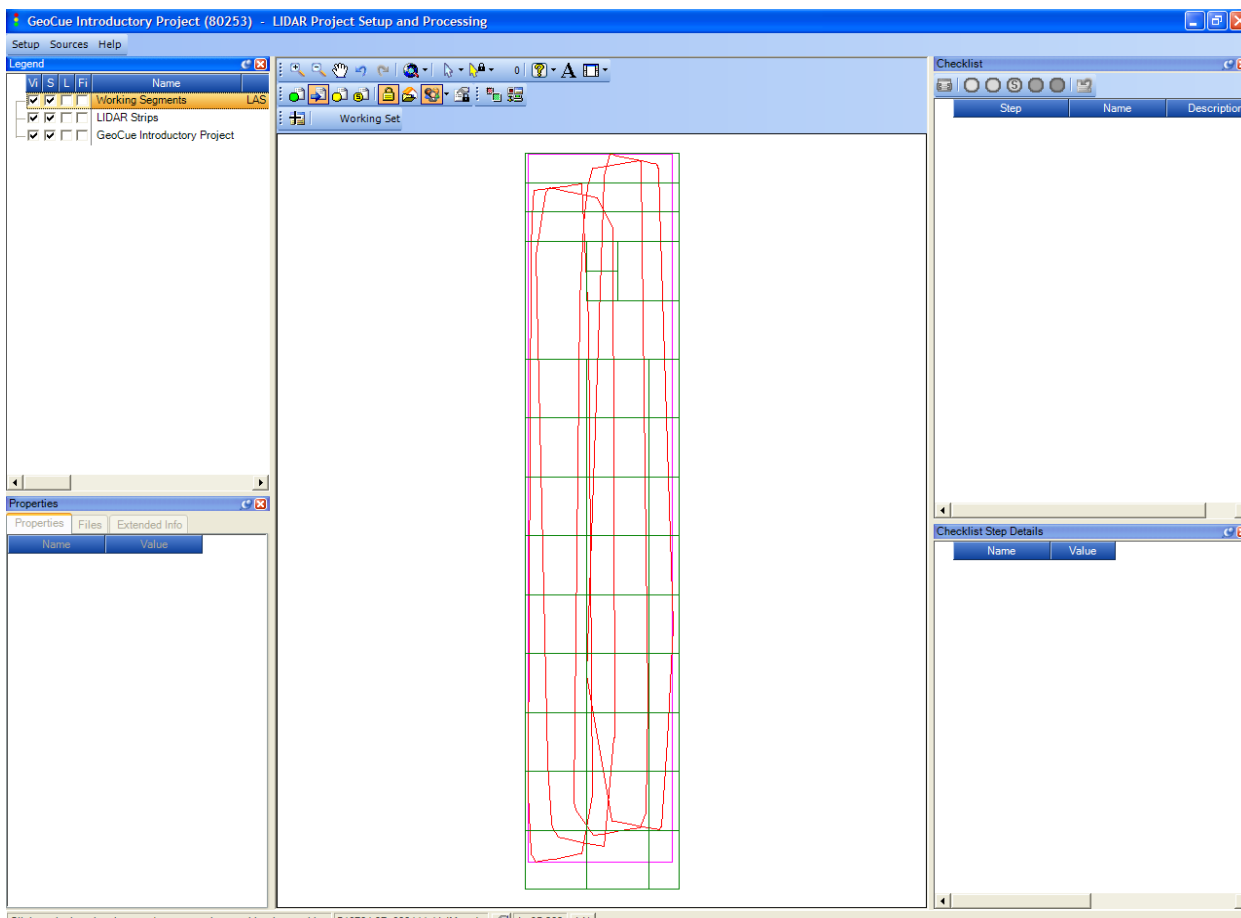 GeoCue Introductory Project (80253) - LIDAR Project Setup and Processing
Setup Sources Help
Legend
Vi S L Fi Name
Working Segments LAS
LIDAR Strips
GeoCue Introductory Project
0 A
Working Set
Properties
Properties Files Extended Info
Name Value
Checklist
S
Step Name Description
Checklist Step Details
Name Value